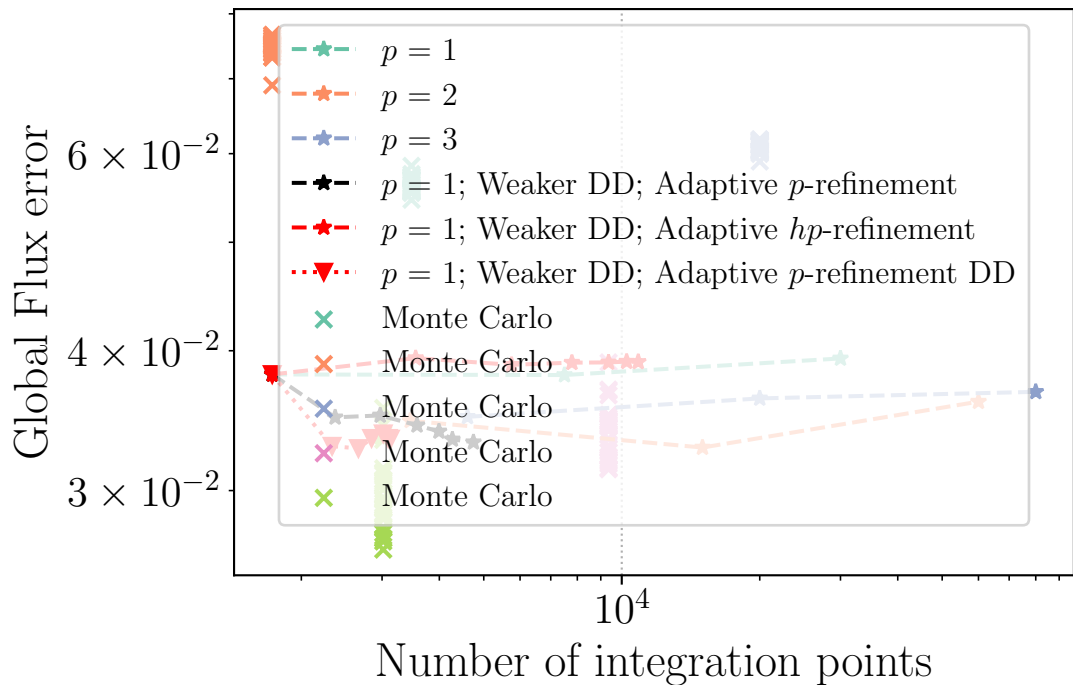 Global Flux error
6 × 10⁻²
4 × 10⁻²
3 × 10⁻²
p = 1
p = 2
p = 3
p = 1; Weaker DD; Adaptive p-refinement
p = 1; Weaker DD; Adaptive hp-refinement
p = 1; Weaker DD; Adaptive p-refinement DD
Monte Carlo
Monte Carlo
Monte Carlo
Monte Carlo
Monte Carlo
10⁴
Number of integration points